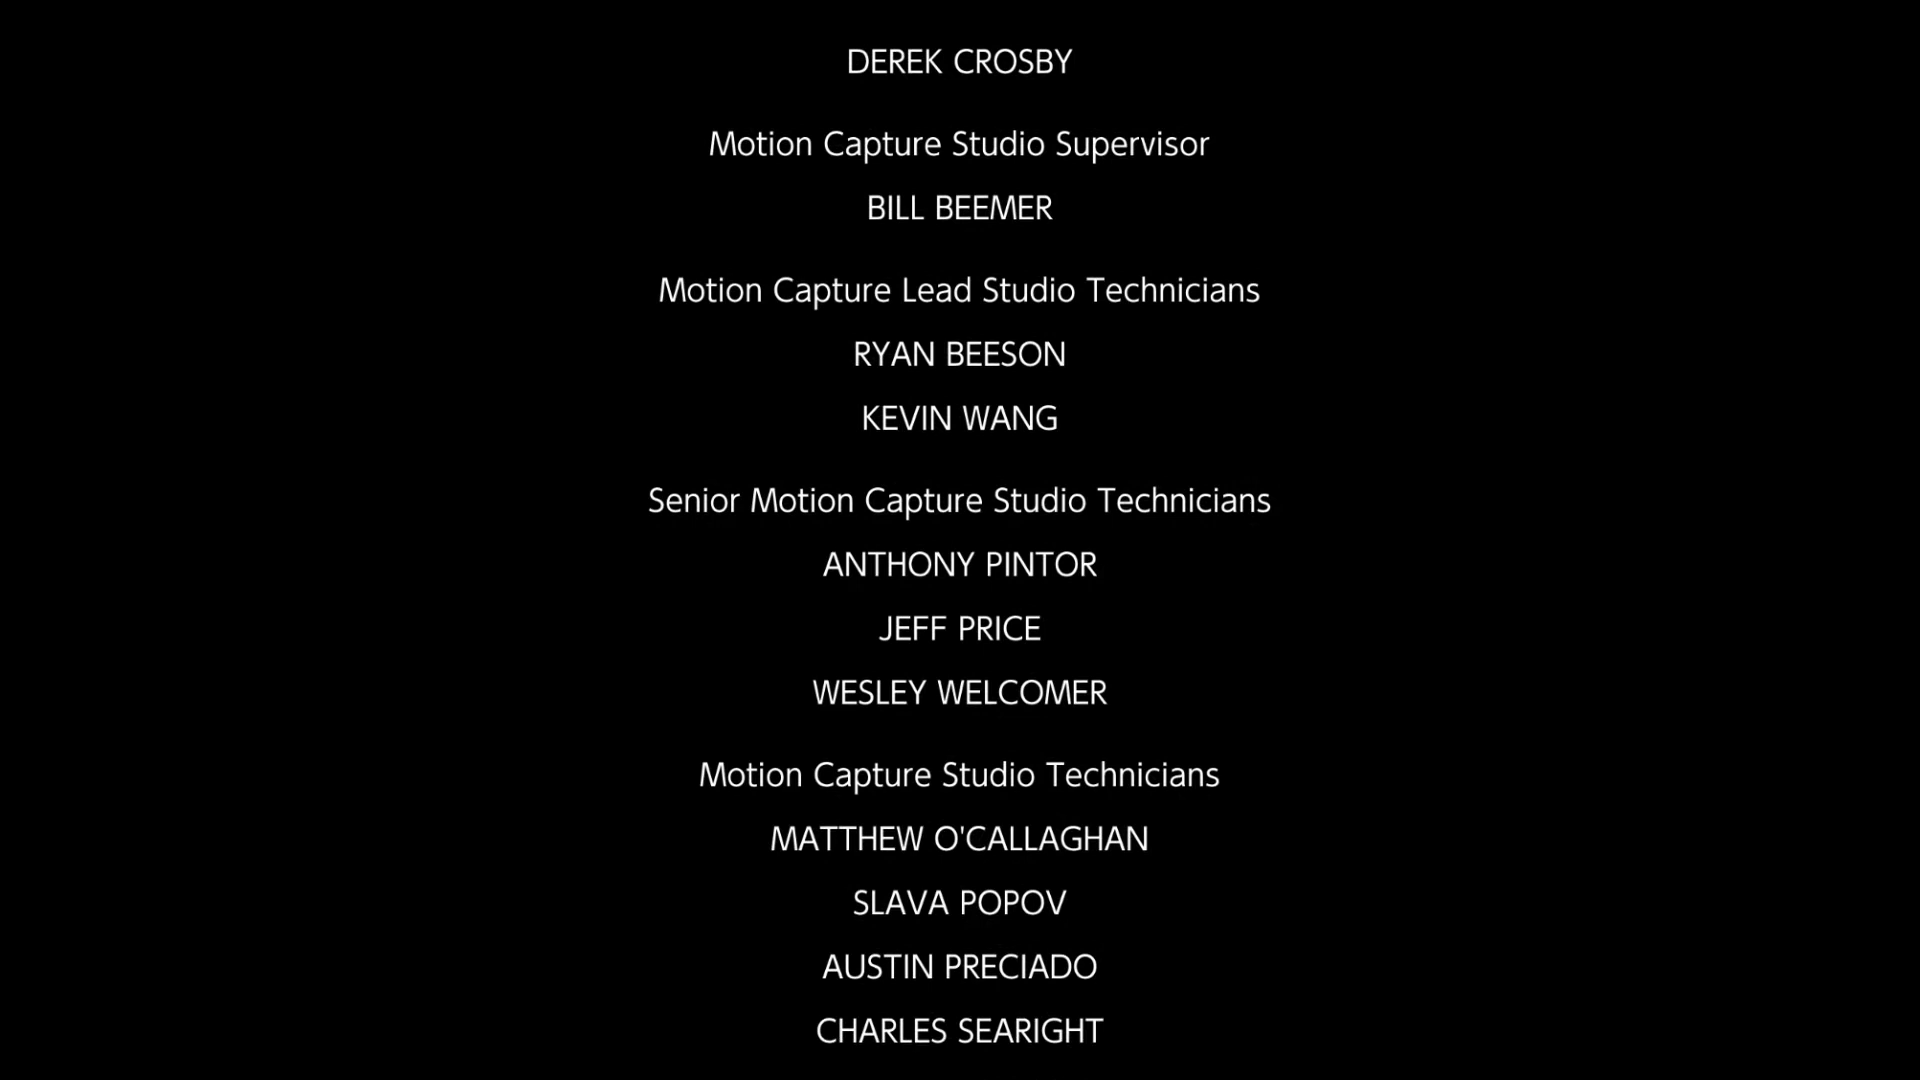 DEREK CROSBY
Motion Capture Studio Supervisor
BILL BEEMER
Motion Capture Lead Studio Technicians
RYAN BEESON
KEVIN WANG
Senior Motion Capture Studio Technicians
ANTHONY PINTOR
JEFF PRICE
WESLEY WELCOMER
Motion Capture Studio Technicians
MATTHEW O'CALLAGHAN
SLAVA POPOV
AUSTIN PRECIADO
CHARLES SEARIGHT